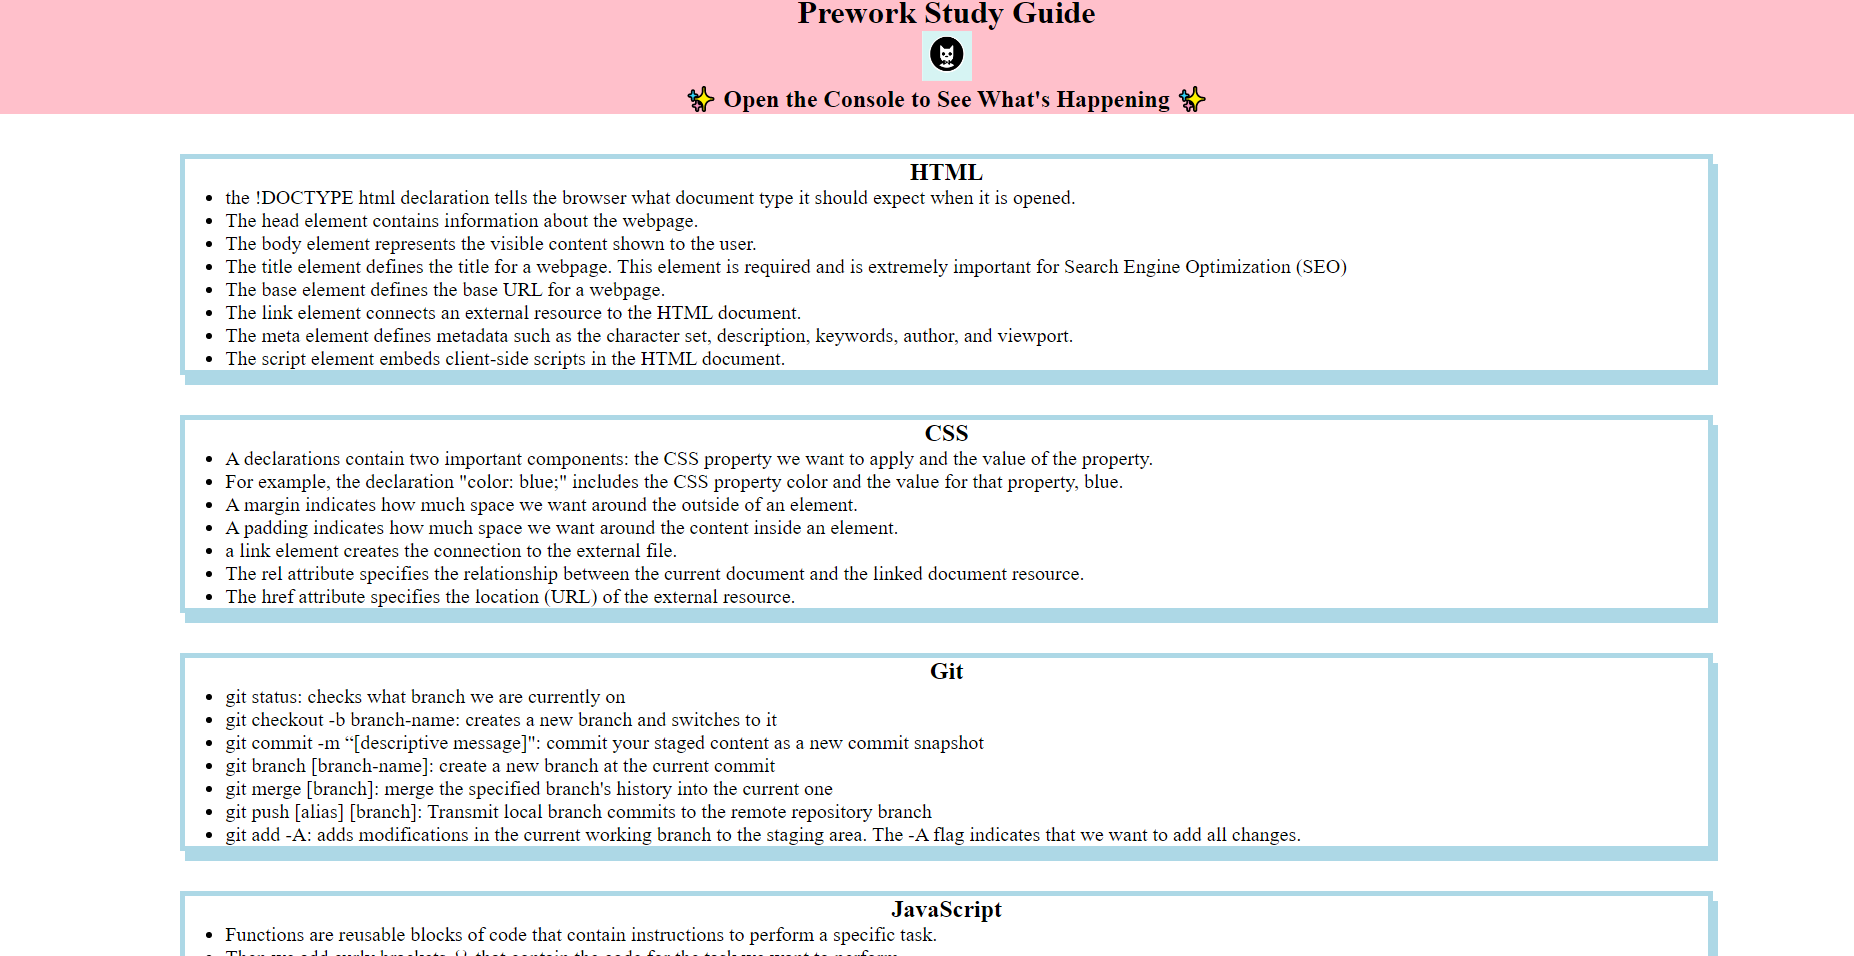 Prework Study Guide
✨ Open the Console to See What's Happening ✨
HTML
• the !DOCTYPE html declaration tells the browser what document type it should expect when it is opened.
• The head element contains information about the webpage.
• The body element represents the visible content shown to the user.
• The title element defines the title for a webpage. This element is required and is extremely important for Search Engine Optimization (SEO)
• The base element defines the base URL for a webpage.
• The link element connects an external resource to the HTML document.
• The meta element defines metadata such as the character set, description, keywords, author, and viewport.
• The script element embeds client-side scripts in the HTML document.
CSS
• A declarations contain two important components: the CSS property we want to apply and the value of the property.
• For example, the declaration "color: blue;" includes the CSS property color and the value for that property, blue.
• A margin indicates how much space we want around the outside of an element.
• A padding indicates how much space we want around the content inside an element.
• a link element creates the connection to the external file.
• The rel attribute specifies the relationship between the current document and the linked document resource.
• The href attribute specifies the location (URL) of the external resource.
Git
• git status: checks what branch we are currently on
• git checkout -b branch-name: creates a new branch and switches to it
• git commit -m “[descriptive message]": commit your staged content as a new commit snapshot
• git branch [branch-name]: create a new branch at the current commit
• git merge [branch]: merge the specified branch's history into the current one
• git push [alias] [branch]: Transmit local branch commits to the remote repository branch
• git add -A: adds modifications in the current working branch to the staging area. The -A flag indicates that we want to add all changes.
JavaScript
• Functions are reusable blocks of code that contain instructions to perform a specific task.
• Then we add curly brackets {} that contain the code for the task we want to perform.